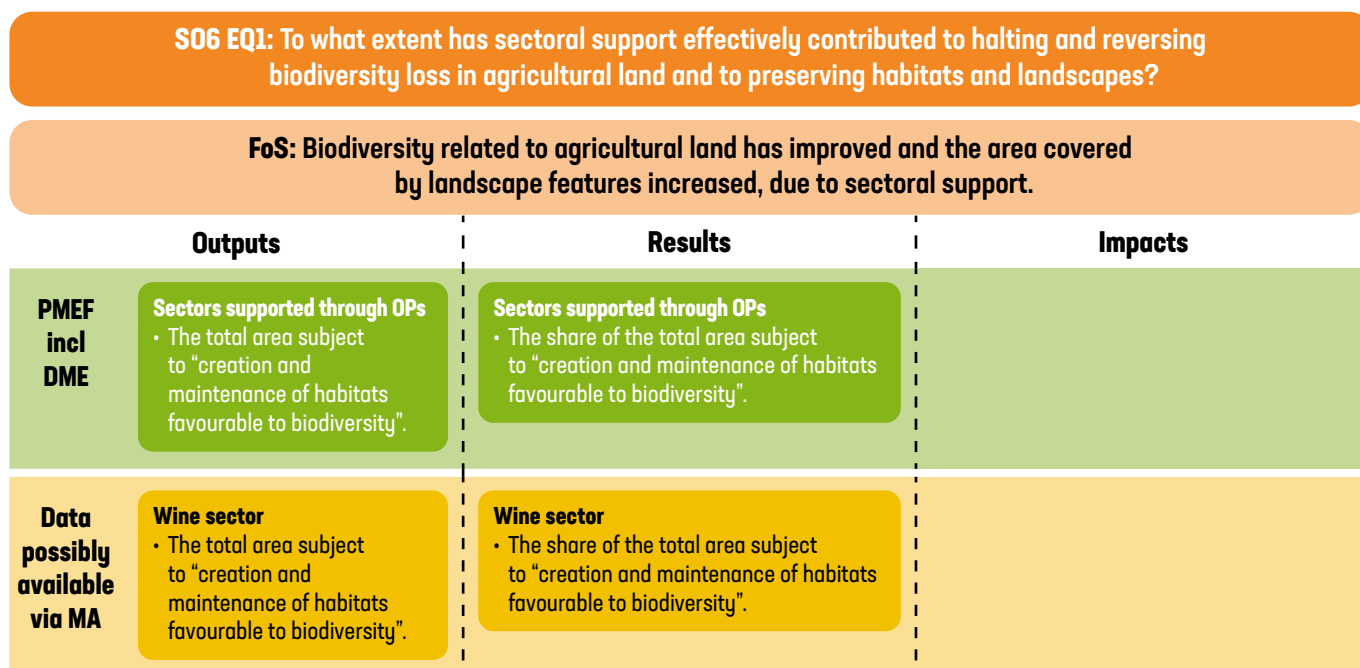 SO6 EQ1: To what extent has sectoral support effectively contributed to halting and reversing
biodiversity loss in agricultural land and to preserving habitats and landscapes?
FoS: Biodiversity related to agricultural land has improved and the area covered
by landscape features increased, due to sectoral support.
Outputs
Results
Impacts
PMEF
incl
DME
Sectors supported through OPs
• The total area subject
to “creation and
maintenance of habitats
favourable to biodiversity”.
Sectors supported through OPs
• The share of the total area subject
to “creation and maintenance of habitats
favourable to biodiversity”.
Data
possibly
available
via MA
Wine sector
• The total area subject
to “creation and
maintenance of habitats
favourable to biodiversity”.
Wine sector
• The share of the total area subject
to “creation and maintenance of habitats
favourable to biodiversity”.